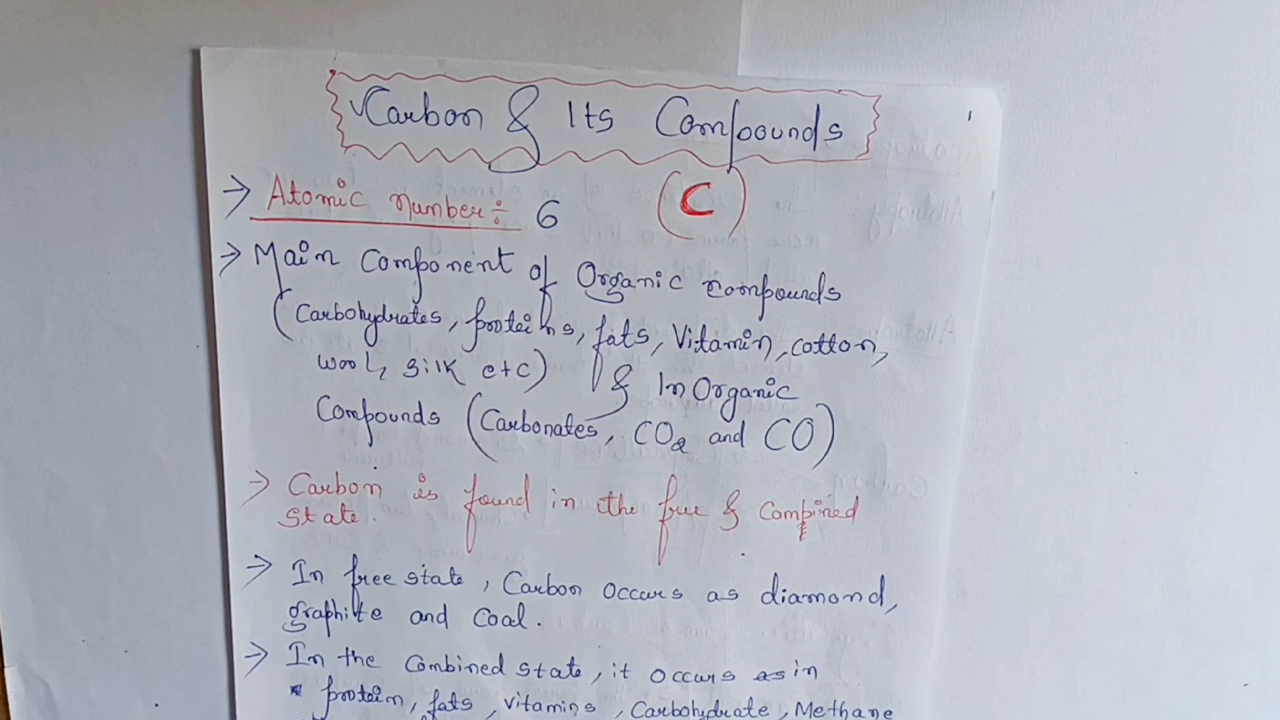 Carbon & Its Compounds
1
→ Atomic number ÷ 6 (C)
→ Main Component of Organic Compounds
(Carbohydrates, proteins, fats, Vitamin, cotton,
wool, silk etc) & InOrganic
Compounds (Carbonates, CO2 and CO)
→ Carbon is found in the free & Combined
State.
→ In free state, Carbon occurs as diamond,
graphite and Coal.
→ In the Combined state, it occurs as in
* protein, fats, vitamins, Carbohydrate, Methane